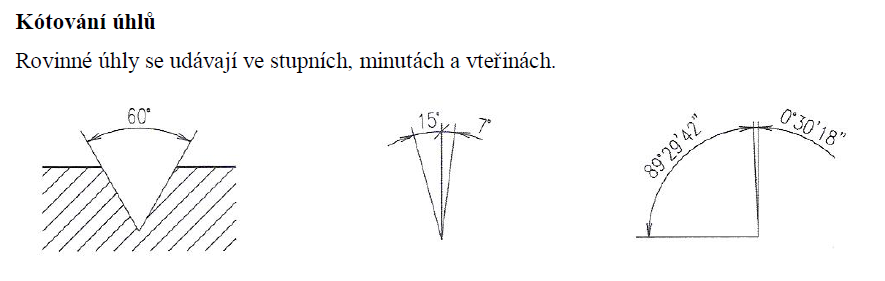 Kótování úhlů
Rovinné úhly se udávají ve stupních, minutách a vteřinách.
60°
15°
7°
89°29'42"
0°30'18"